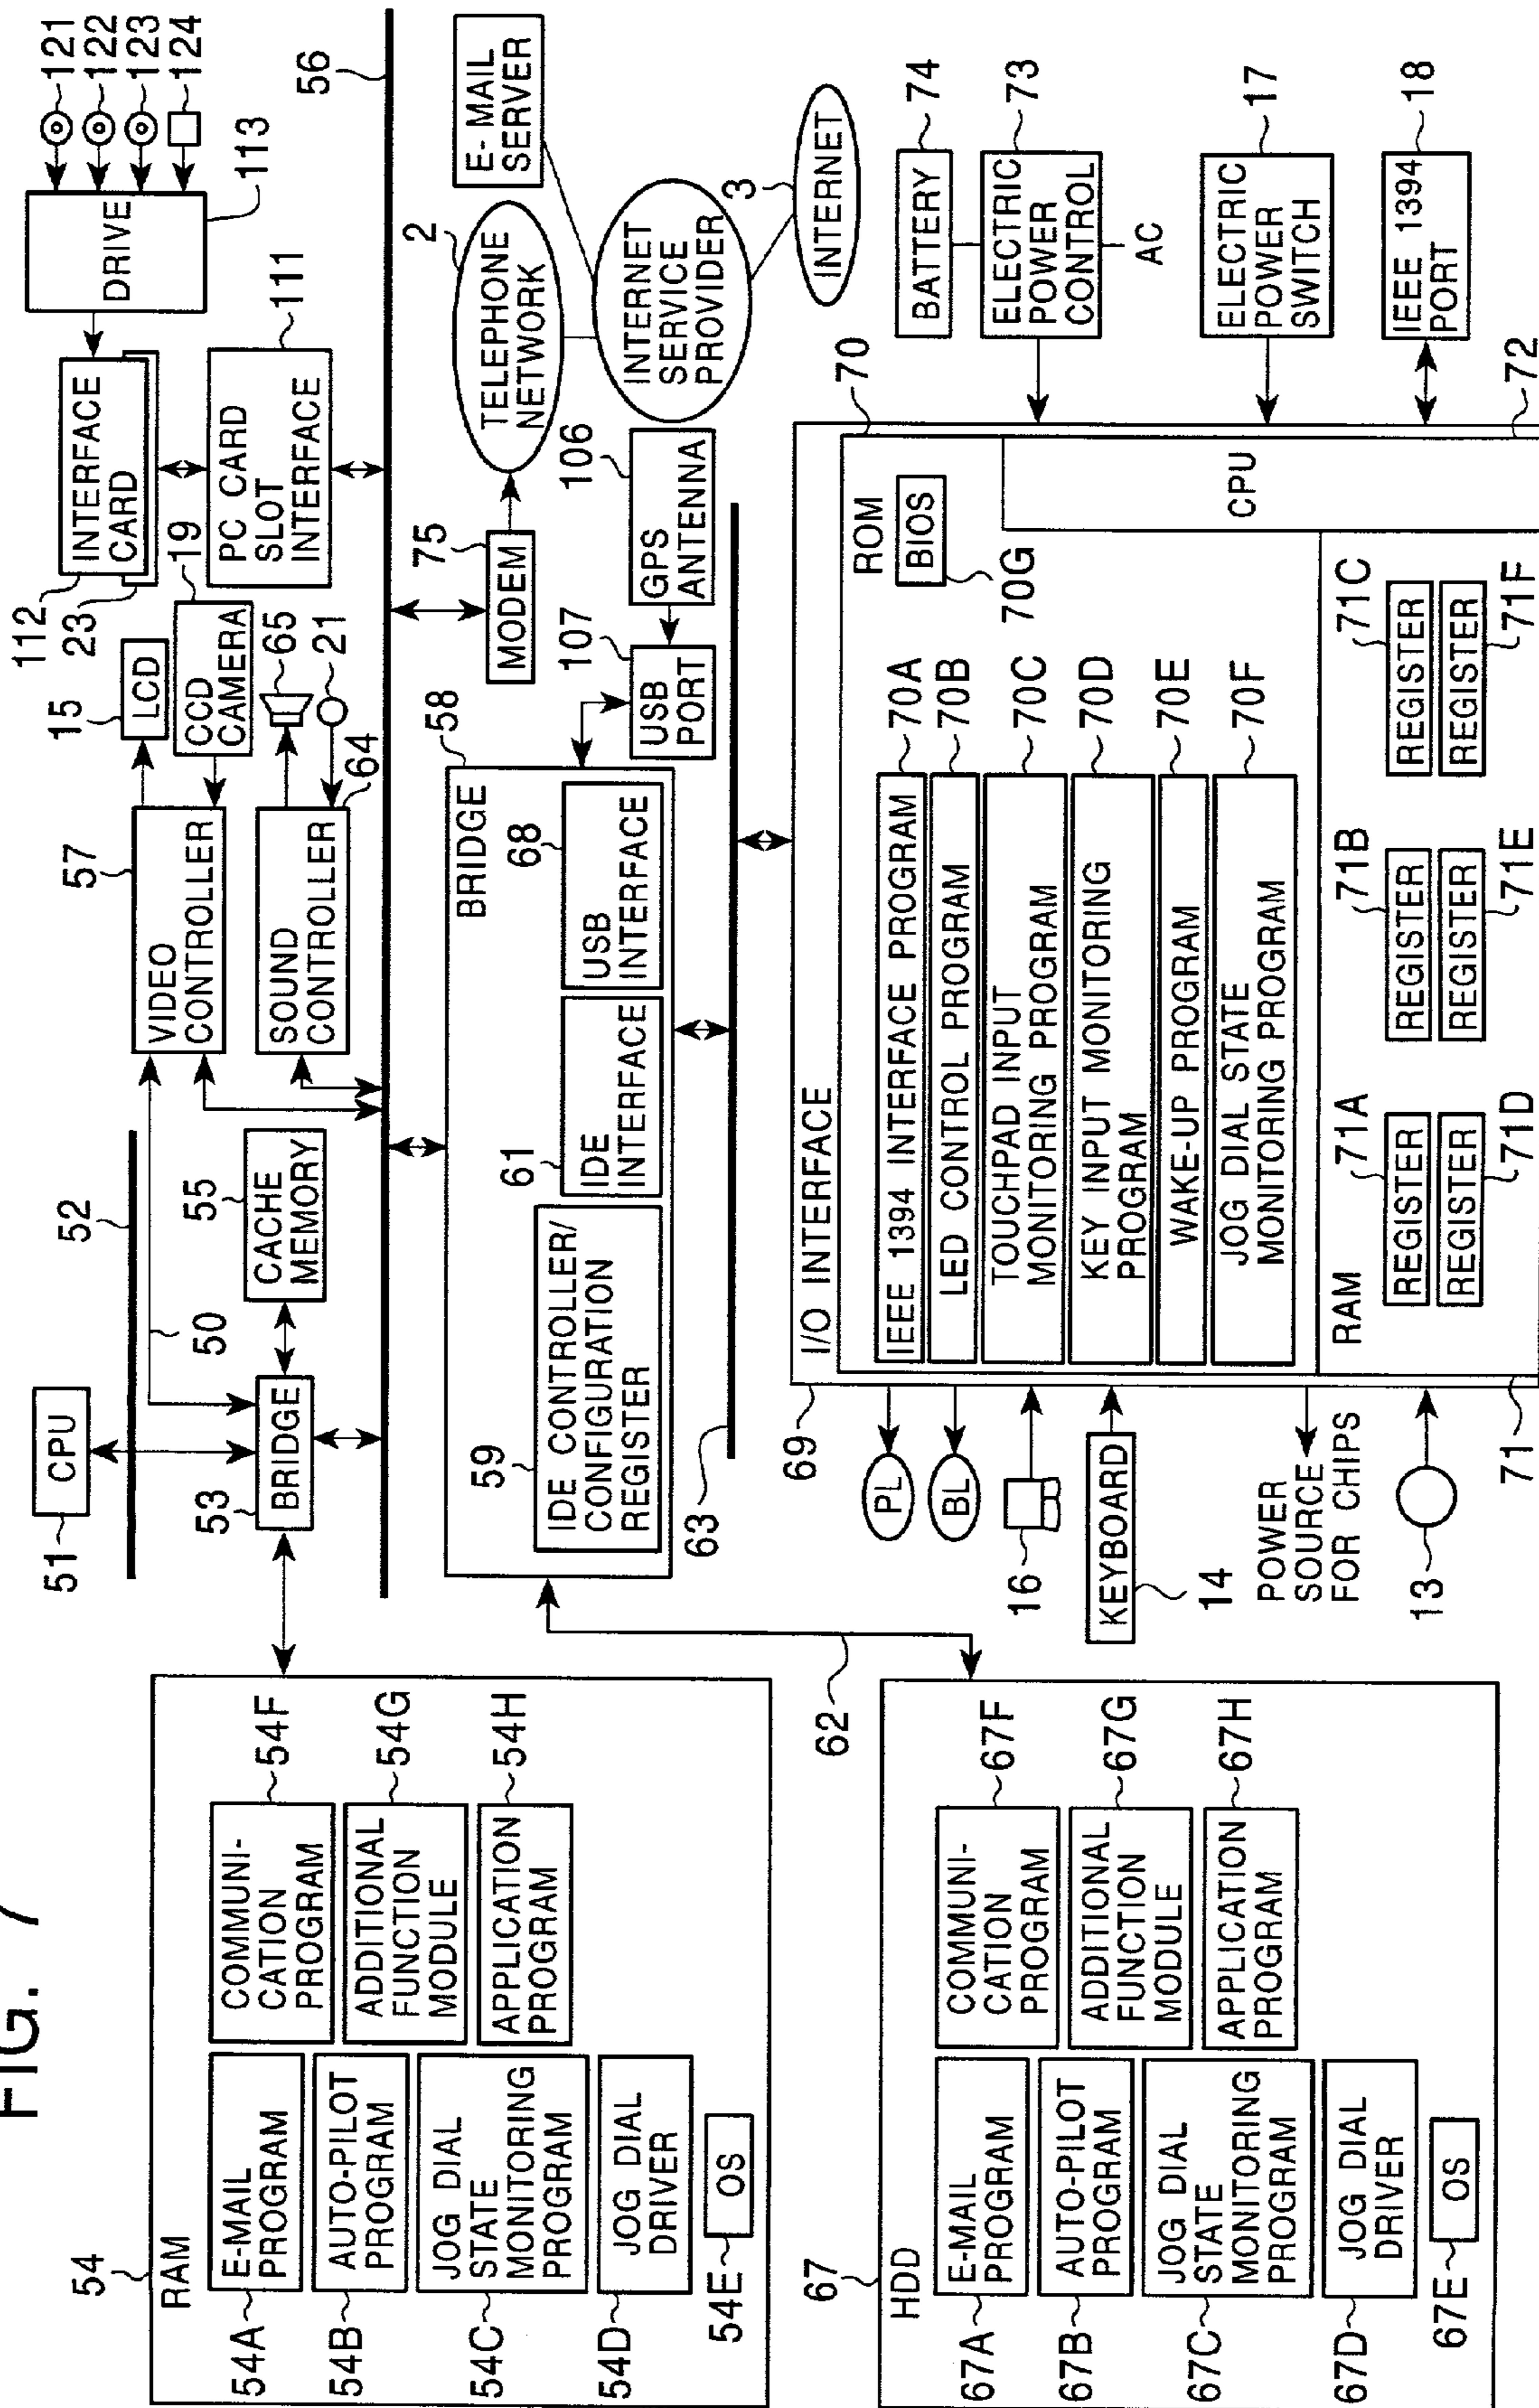 FIG. 7
54
RAM
54A
E-MAIL
PROGRAM
54B
AUTO-PILOT
PROGRAM
54C
JOG DIAL
STATE
MONITORING
PROGRAM
54D
JOG DIAL
DRIVER
54E
OS
COMMUNI-
CATION
PROGRAM
54F
ADDITIONAL
FUNCTION
MODULE
54G
APPLICATION
PROGRAM
54H
67
HDD
67A
E-MAIL
PROGRAM
67B
AUTO-PILOT
PROGRAM
67C
JOG DIAL
STATE
MONITORING
PROGRAM
67D
JOG DIAL
DRIVER
67E
OS
COMMUNI-
CATION
PROGRAM
67F
ADDITIONAL
FUNCTION
MODULE
67G
APPLICATION
PROGRAM
67H
62
51
CPU
52
53
BRIDGE
50
55
CACHE
MEMORY
57
VIDEO
CONTROLLER
15
LCD
CCD
CAMERA
19
SOUND
CONTROLLER
64
65
21
112
INTERFACE
CARD
23
PC CARD
SLOT
INTERFACE
111
DRIVE
113
121
122
123
124
56
BRIDGE
58
59
IDE CONTROLLER/
CONFIGURATION
REGISTER
61
IDE
INTERFACE
68
USB
INTERFACE
63
107
USB
PORT
106
GPS
ANTENNA
75
MODEM
2
TELEPHONE
NETWORK
E- MAIL
SERVER
INTERNET
SERVICE
PROVIDER
3
INTERNET
69
I/O INTERFACE
PL
BL
16
KEYBOARD
14
POWER
SOURCE
FOR CHIPS
13
70
ROM
BIOS
70G
IEEE 1394 INTERFACE PROGRAM
70A
LED CONTROL PROGRAM
70B
TOUCHPAD INPUT
MONITORING PROGRAM
70C
KEY INPUT MONITORING
PROGRAM
70D
WAKE-UP PROGRAM
70E
JOG DIAL STATE
MONITORING PROGRAM
70F
CPU
72
71
RAM
71A
REGISTER
REGISTER
71D
71B
REGISTER
REGISTER
71E
71C
REGISTER
REGISTER
71F
BATTERY
74
ELECTRIC
POWER
CONTROL
73
AC
ELECTRIC
POWER
SWITCH
17
IEEE 1394
PORT
18